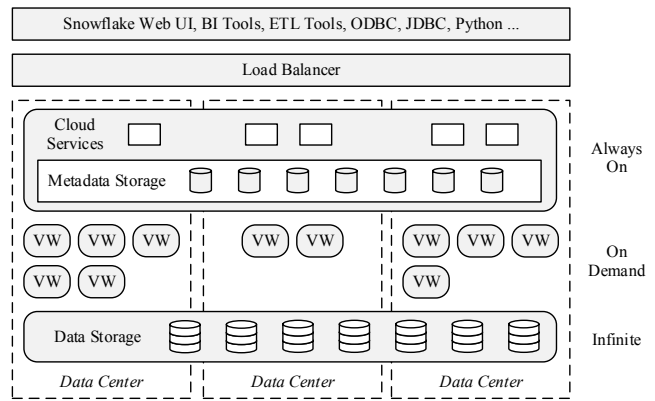 Snowflake Web UI, BI Tools, ETL Tools, ODBC, JDBC, Python ...
Load Balancer
Cloud
Services
Metadata Storage
Always
On
VW VW VW VW VW VW VW VW
VW VW VW
On
Demand
Data Storage
Infinite
Data Center Data Center Data Center